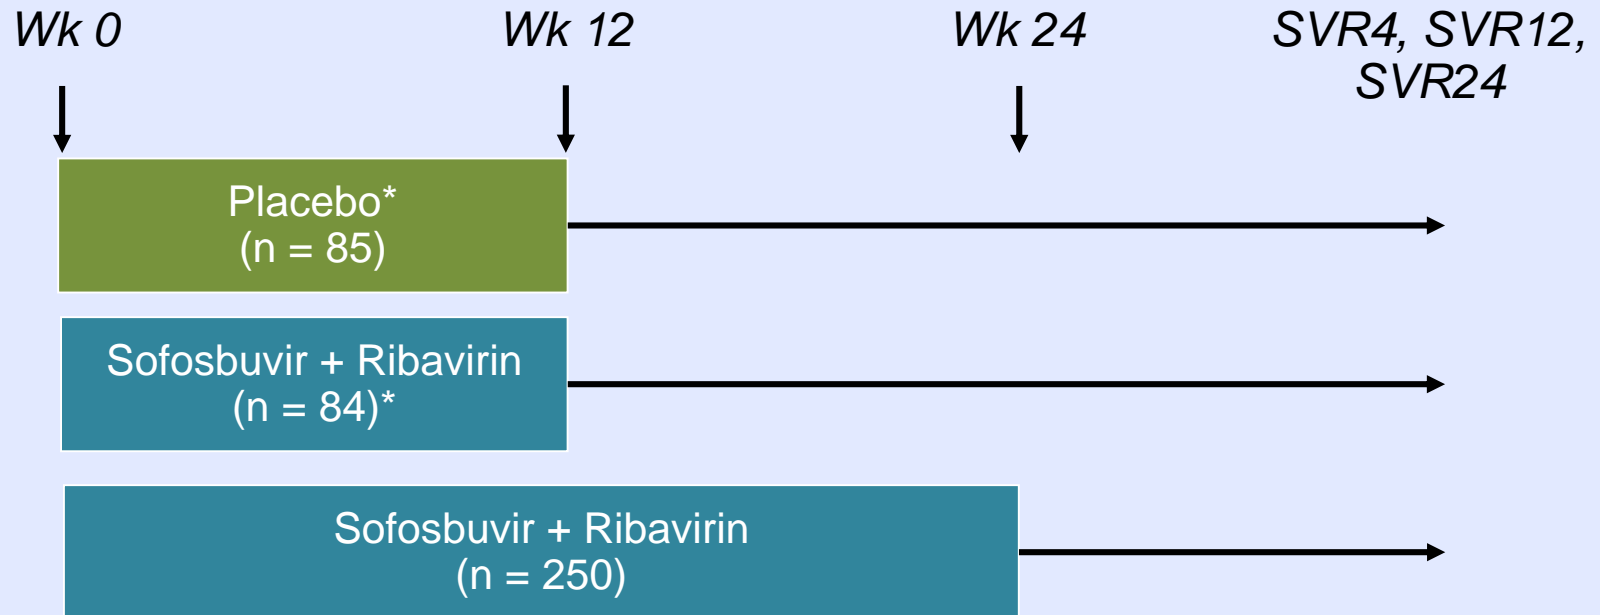 Wk 0
Wk 12
Wk 24
SVR4, SVR12,
SVR24
Placebo*
(n = 85)
Sofosbuvir + Ribavirin
(n = 84)*
Sofosbuvir + Ribavirin
(n = 250)